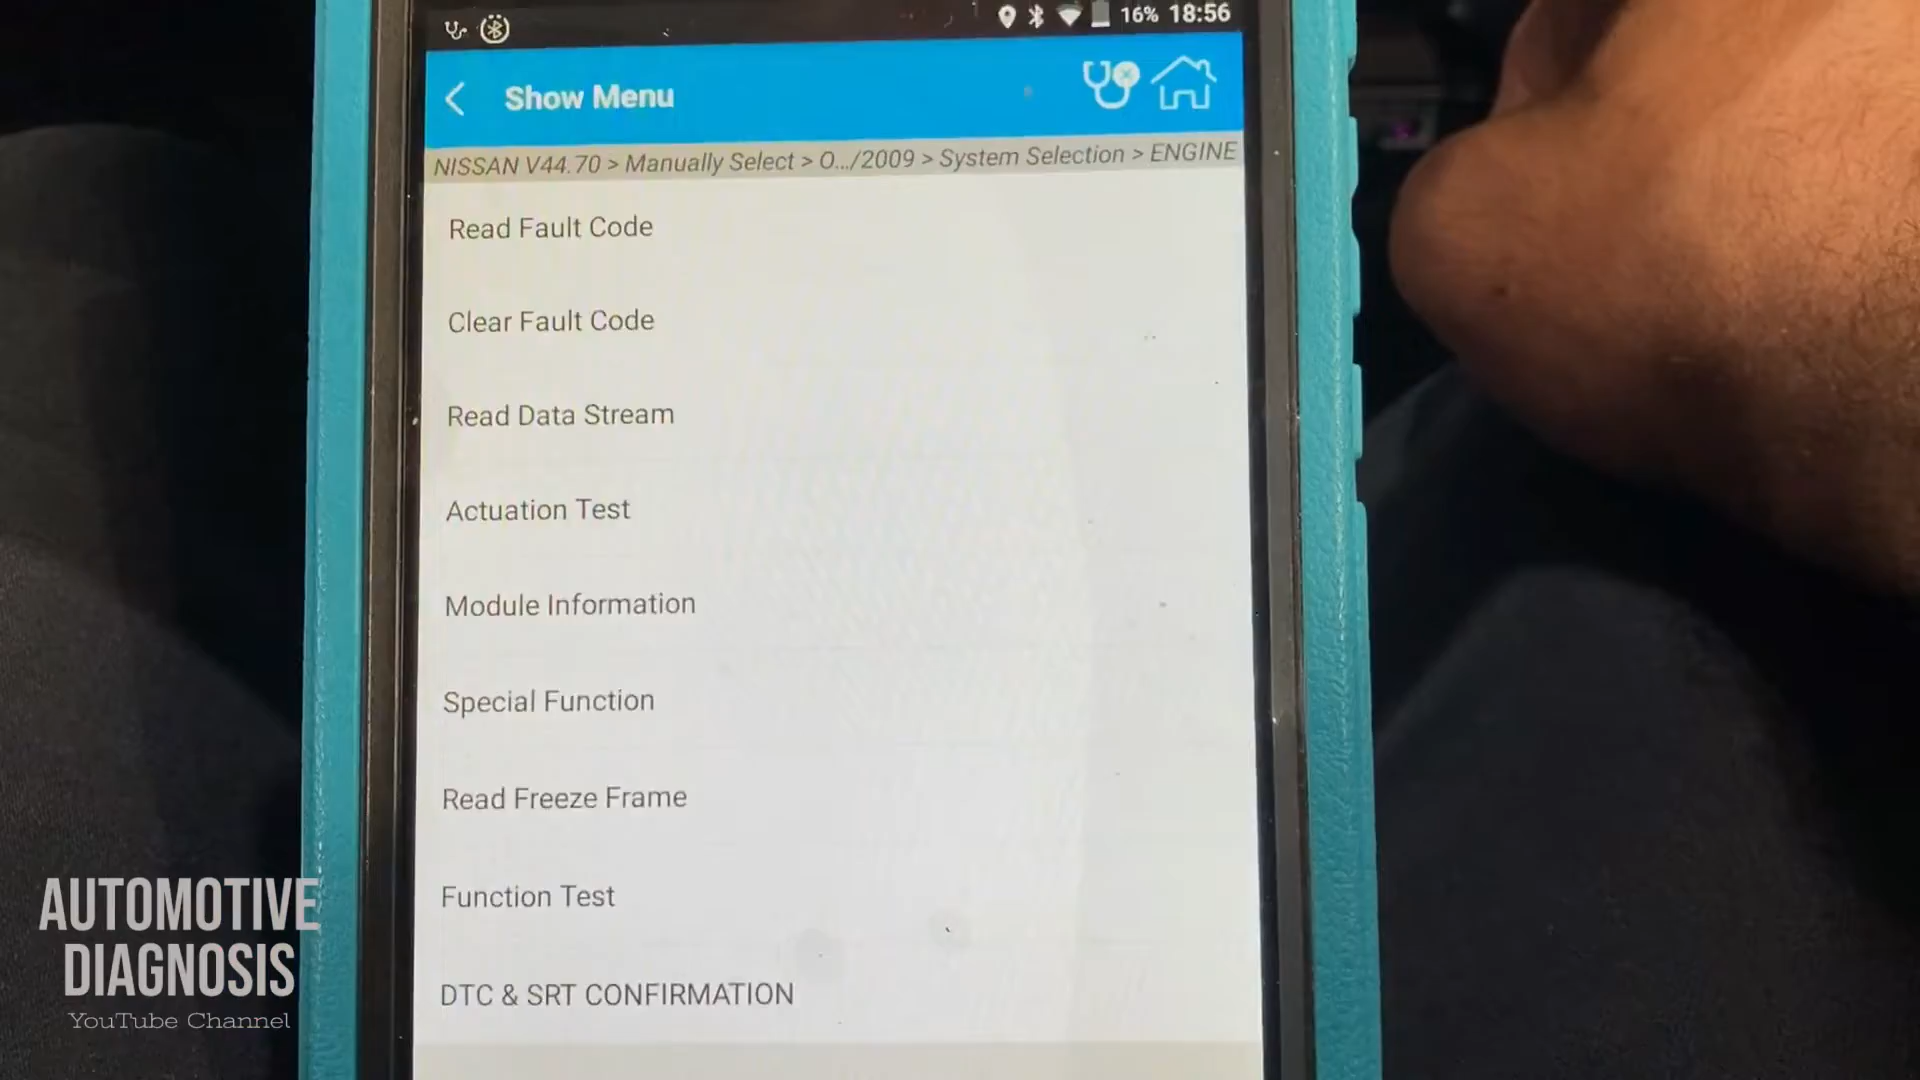 16% 18:56
Show Menu
NISSAN V44.70 > Manually Select > O.../2009 > System Selection > ENGINE
Read Fault Code
Clear Fault Code
Read Data Stream
Actuation Test
Module Information
Special Function
Read Freeze Frame
Function Test
DTC & SRT CONFIRMATION
AUTOMOTIVE
DIAGNOSIS
YouTube Channel